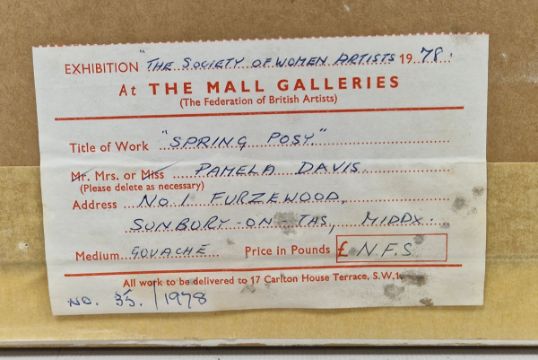 EXHIBITION "THE SOCIETY OF WOMEN ARTISTS 1978.
At THE MALL GALLERIES
(The Federation of British Artists)
Title of Work "SPRING POSY."
Mr. Mrs. or Miss PAMELA DAVIS
(Please delete as necessary)
Address NO. 1 FURZEWOOD,
SUNBURY-ON-TAS, MIDDX.
Medium GOUACHE Price in Pounds £ N.F.S.
All work to be delivered to 17 Carlton House Terrace, S.W.1.
NO. 35./1978